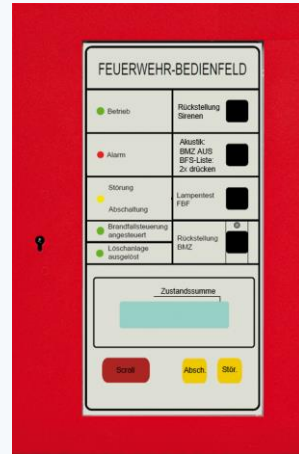 FEUERWEHR-BEDIENFELD
Betrieb
Rückstellung
Sirenen
Alarm
Akustik:
BMZ AUS
BFS-Liste:
2x drücken
Störung
Abschaltung
Lampentest
FBF
Brandfallsteuerung
angesteuert
Löschanlage
ausgelöst
Rückstellung
BMZ
Zustandssumme
Scroll
Absch.
Stör.